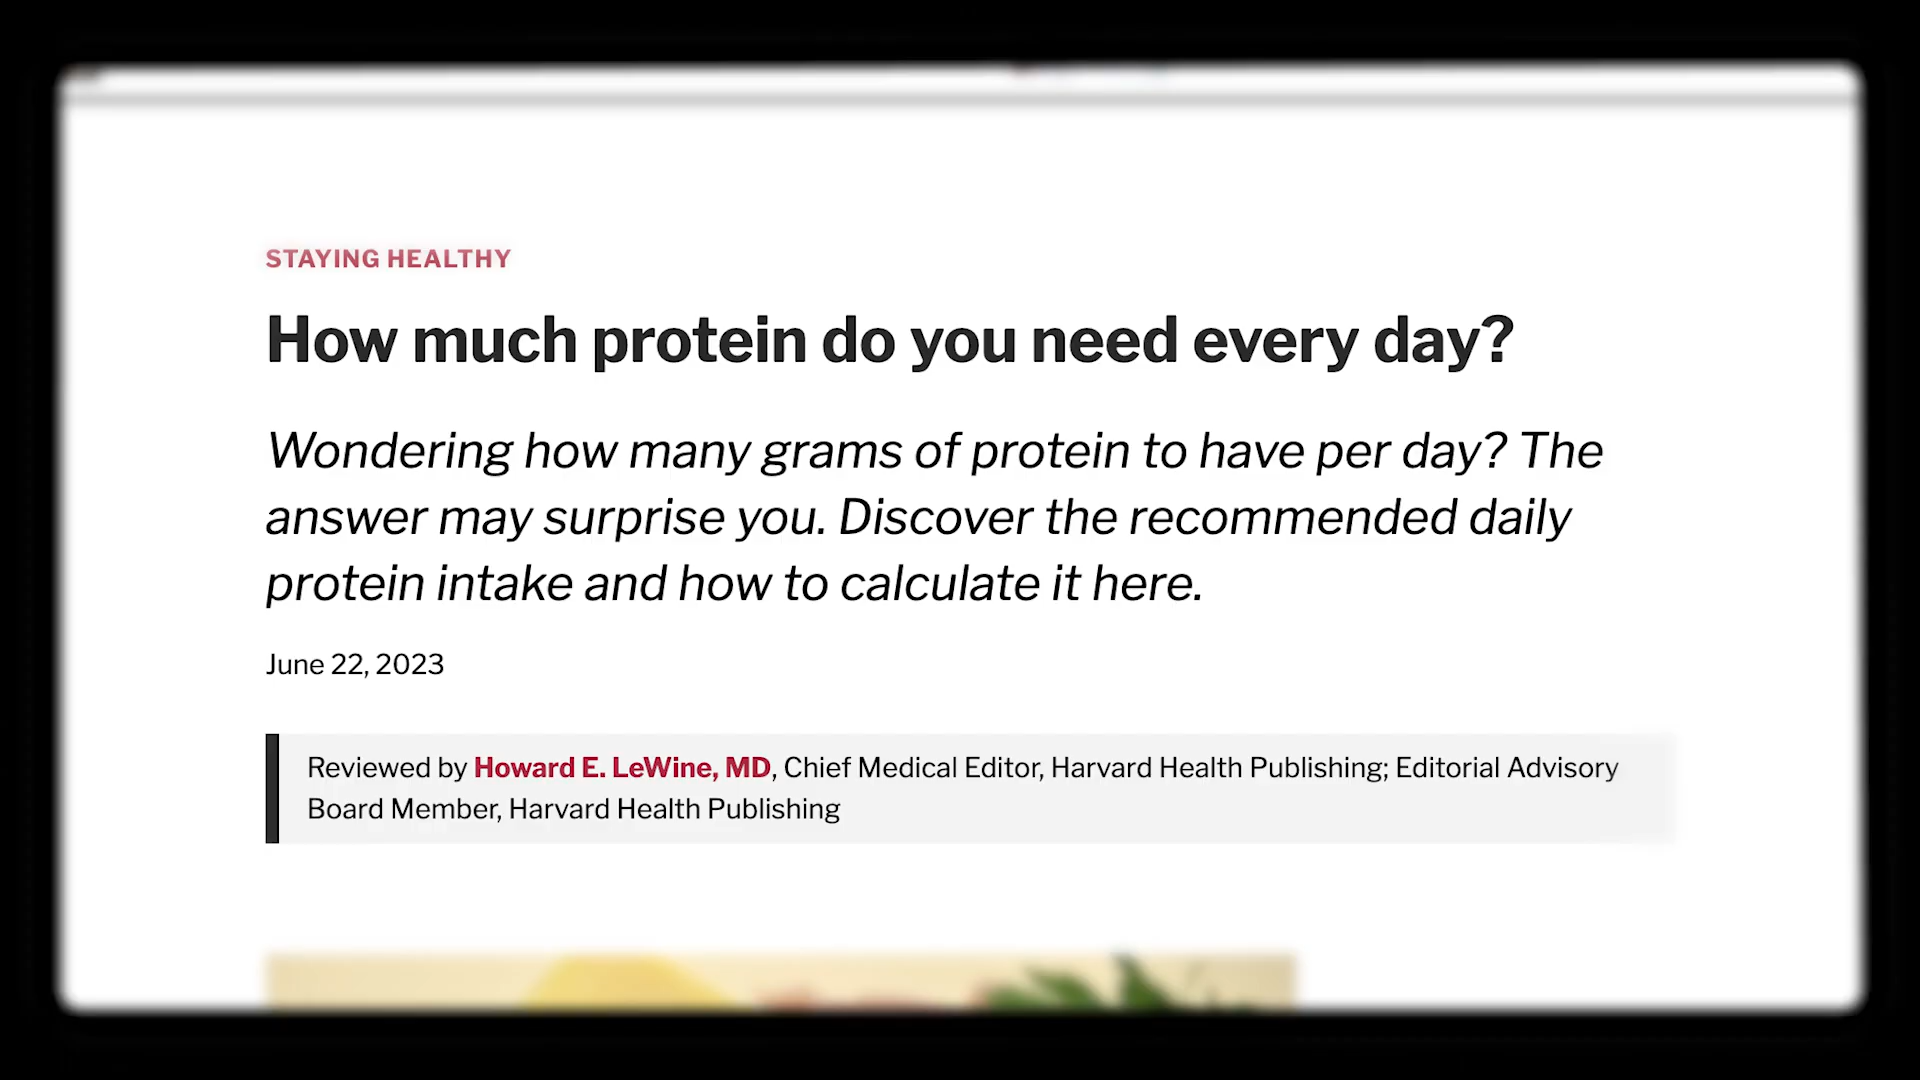 STAYING HEALTHY
How much protein do you need every day?
Wondering how many grams of protein to have per day? The
answer may surprise you. Discover the recommended daily
protein intake and how to calculate it here.
June 22, 2023
Reviewed by Howard E. LeWine, MD, Chief Medical Editor, Harvard Health Publishing; Editorial Advisory
Board Member, Harvard Health Publishing